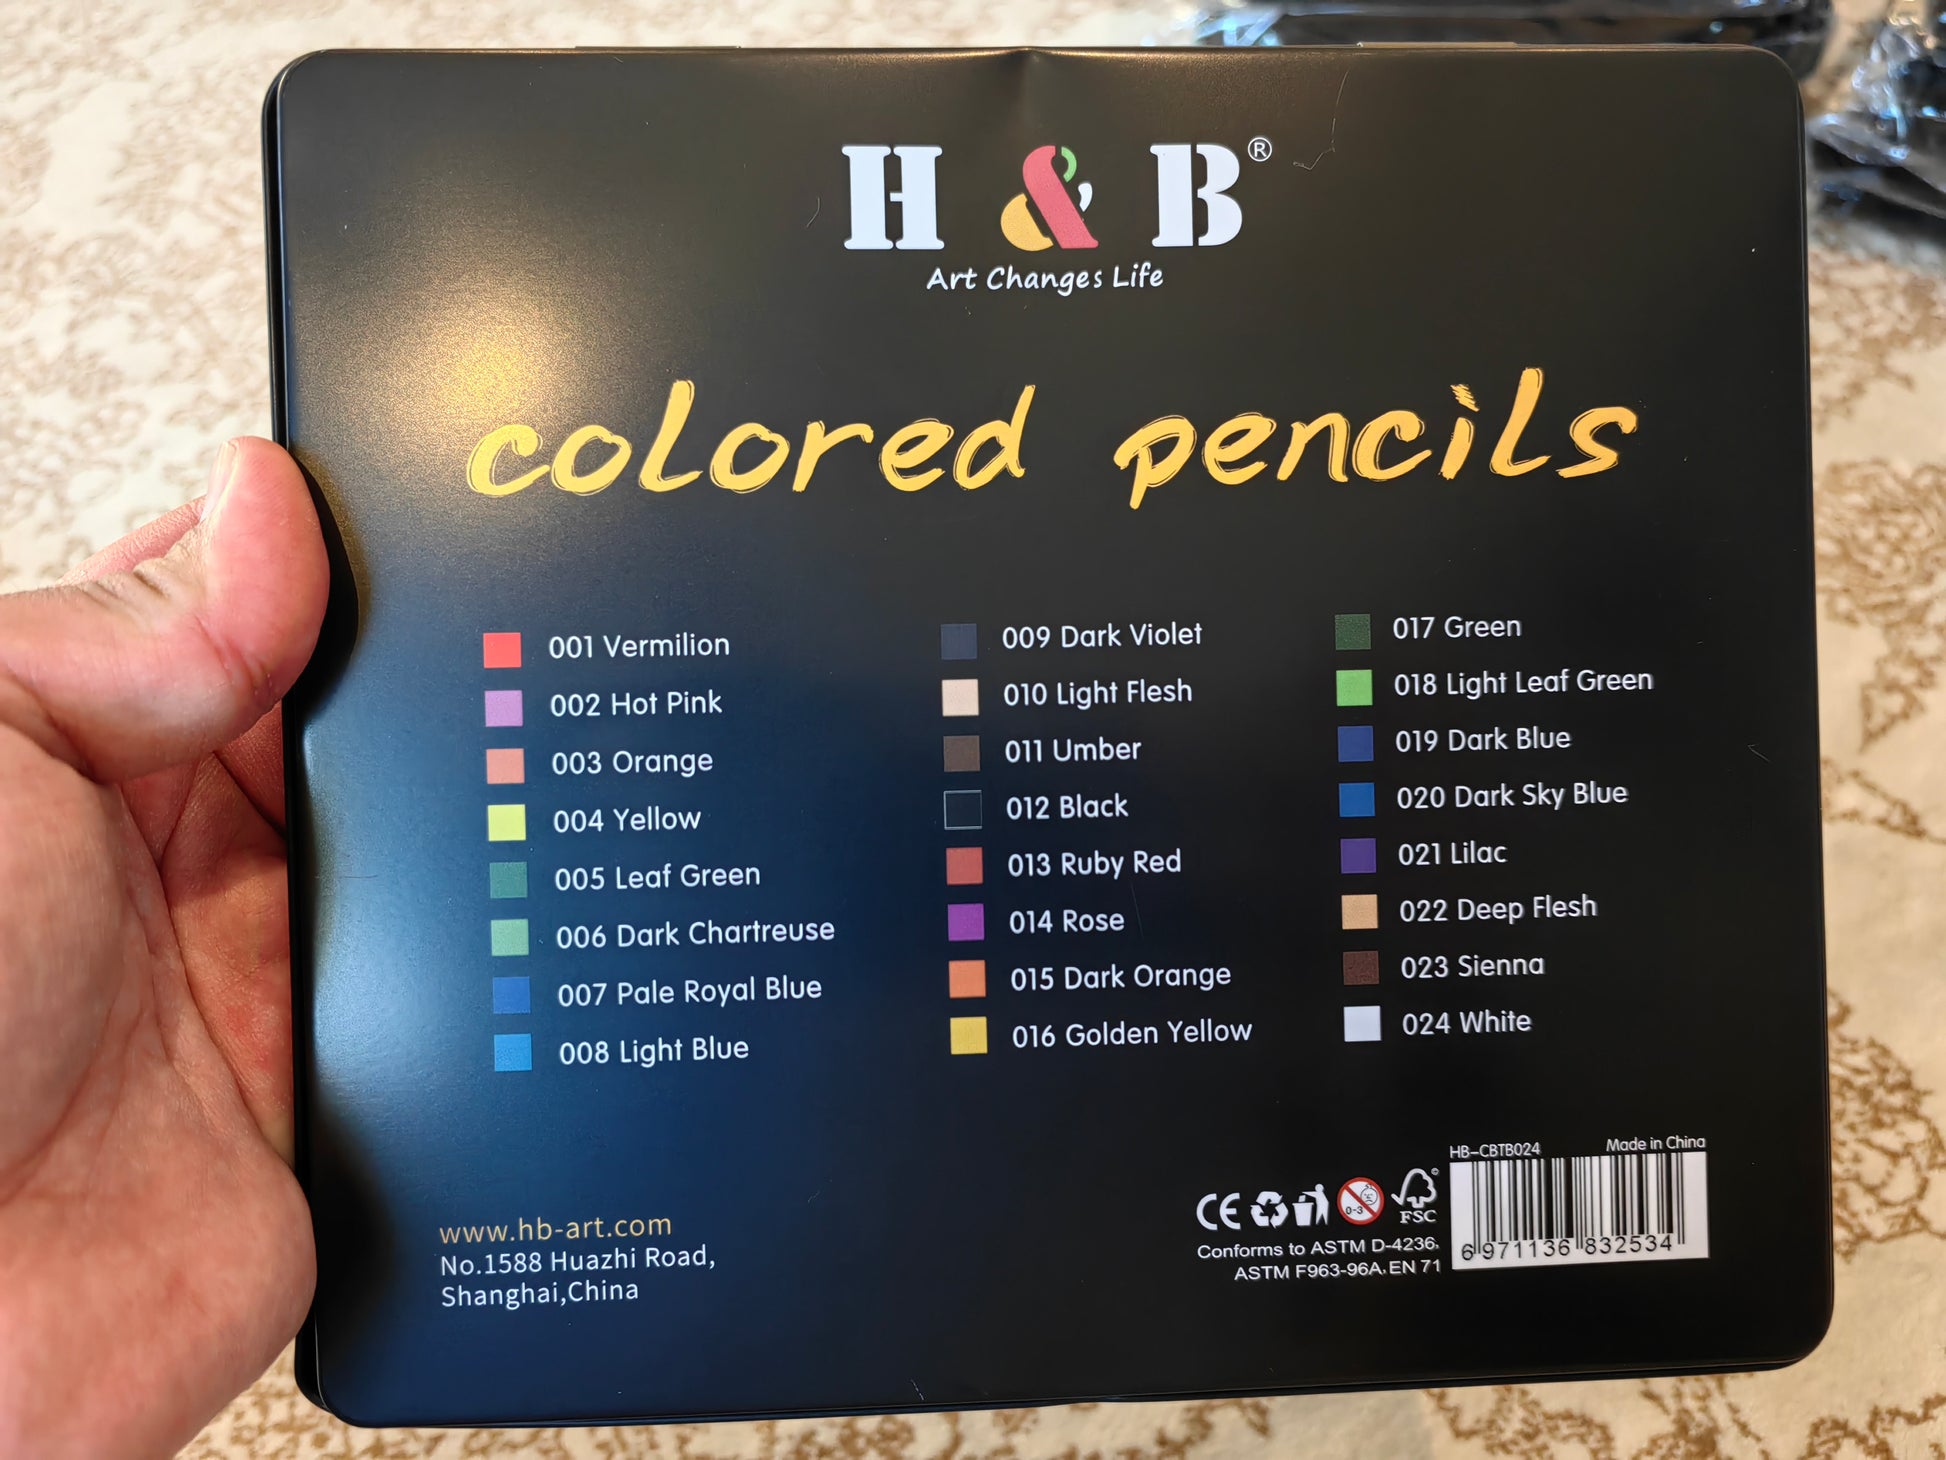 H & B®
Art Changes Life
colored pencils
001 Vermilion
002 Hot Pink
003 Orange
004 Yellow
005 Leaf Green
006 Dark Chartreuse
007 Pale Royal Blue
008 Light Blue
009 Dark Violet
010 Light Flesh
011 Umber
012 Black
013 Ruby Red
014 Rose
015 Dark Orange
016 Golden Yellow
017 Green
018 Light Leaf Green
019 Dark Blue
020 Dark Sky Blue
021 Lilac
022 Deep Flesh
023 Sienna
024 White
www.hb-art.com
No.1588 Huazhi Road,
Shanghai,China
CE 0-3 FSC
Conforms to ASTM D-4236,
ASTM F963-96A, EN 71
HB-CBTB024 Made in China
6 971136 832534